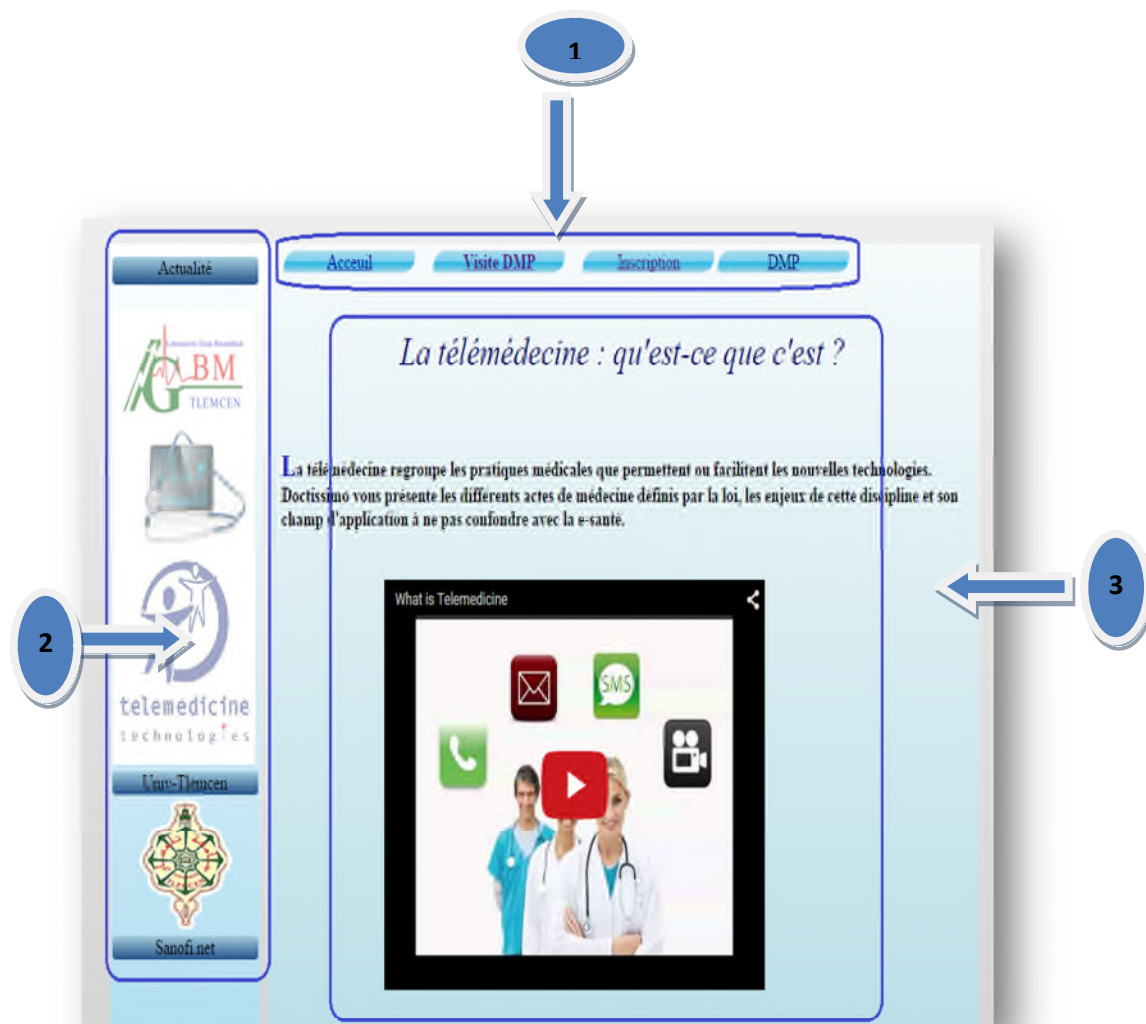 1
Acceuil Visite DMP Inscription DMP
Actualité
BM
TLEMCEN
telemedicine
technologies
Univ-Tlemcen
Sanofi.net
2
La télémédecine : qu'est-ce que c'est ?
La télémédecine regroupe les pratiques médicales que permettent ou facilitent les nouvelles technologies.
Doctissimo vous présente les differents actes de médecine définis par la loi, les enjeux de cette discipline et son
champ d'application à ne pas confondre avec la e-santé.
What is Telemedicine
SMS
3